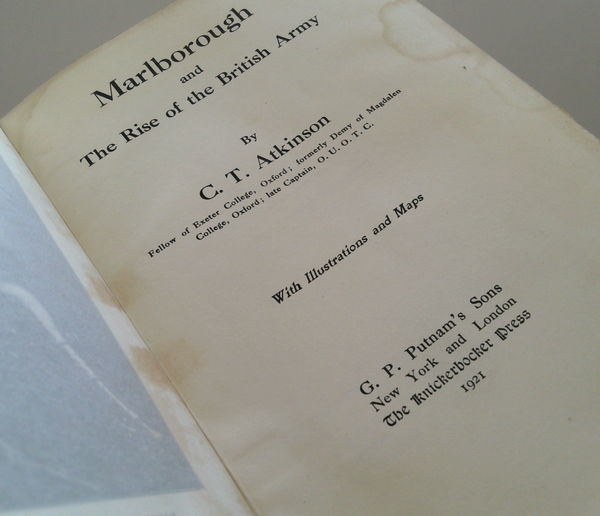 Marlborough
and
The Rise of the British Army
By
C. T. Atkinson
Fellow of Exeter College, Oxford; formerly Demy of Magdalen
College, Oxford; late Captain, O. U. O. T. C.
With Illustrations and Maps
G. P. Putnam's Sons
New York and London
The Knickerbocker Press
1921